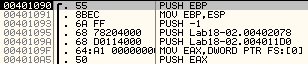 00401090 . 55 PUSH EBP
00401091 . 8BEC MOV EBP,ESP
00401093 . 6A FF PUSH -1
00401095 . 68 78204000 PUSH Lab18-02.00402078
0040109A . 68 D0114000 PUSH Lab18-02.004011D0
0040109F . 64:A1 00000000 MOV EAX,DWORD PTR FS:[0]
004010A5 . 50 PUSH EAX